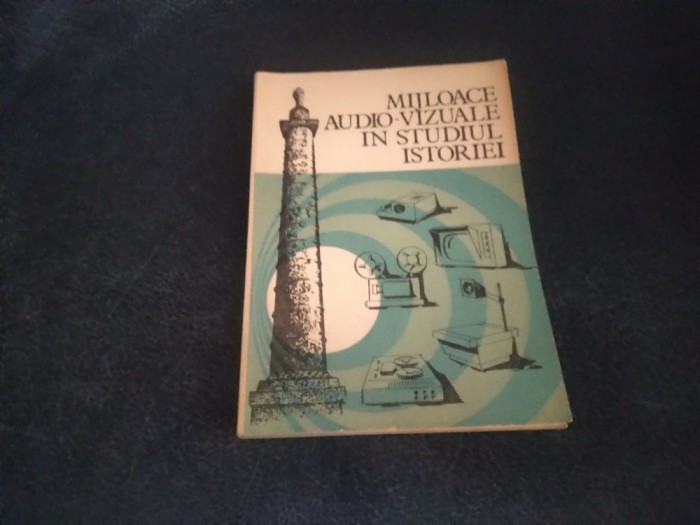 MIJLOACE
AUDIO-VIZUALE
IN STUDIUL
ISTORIEI